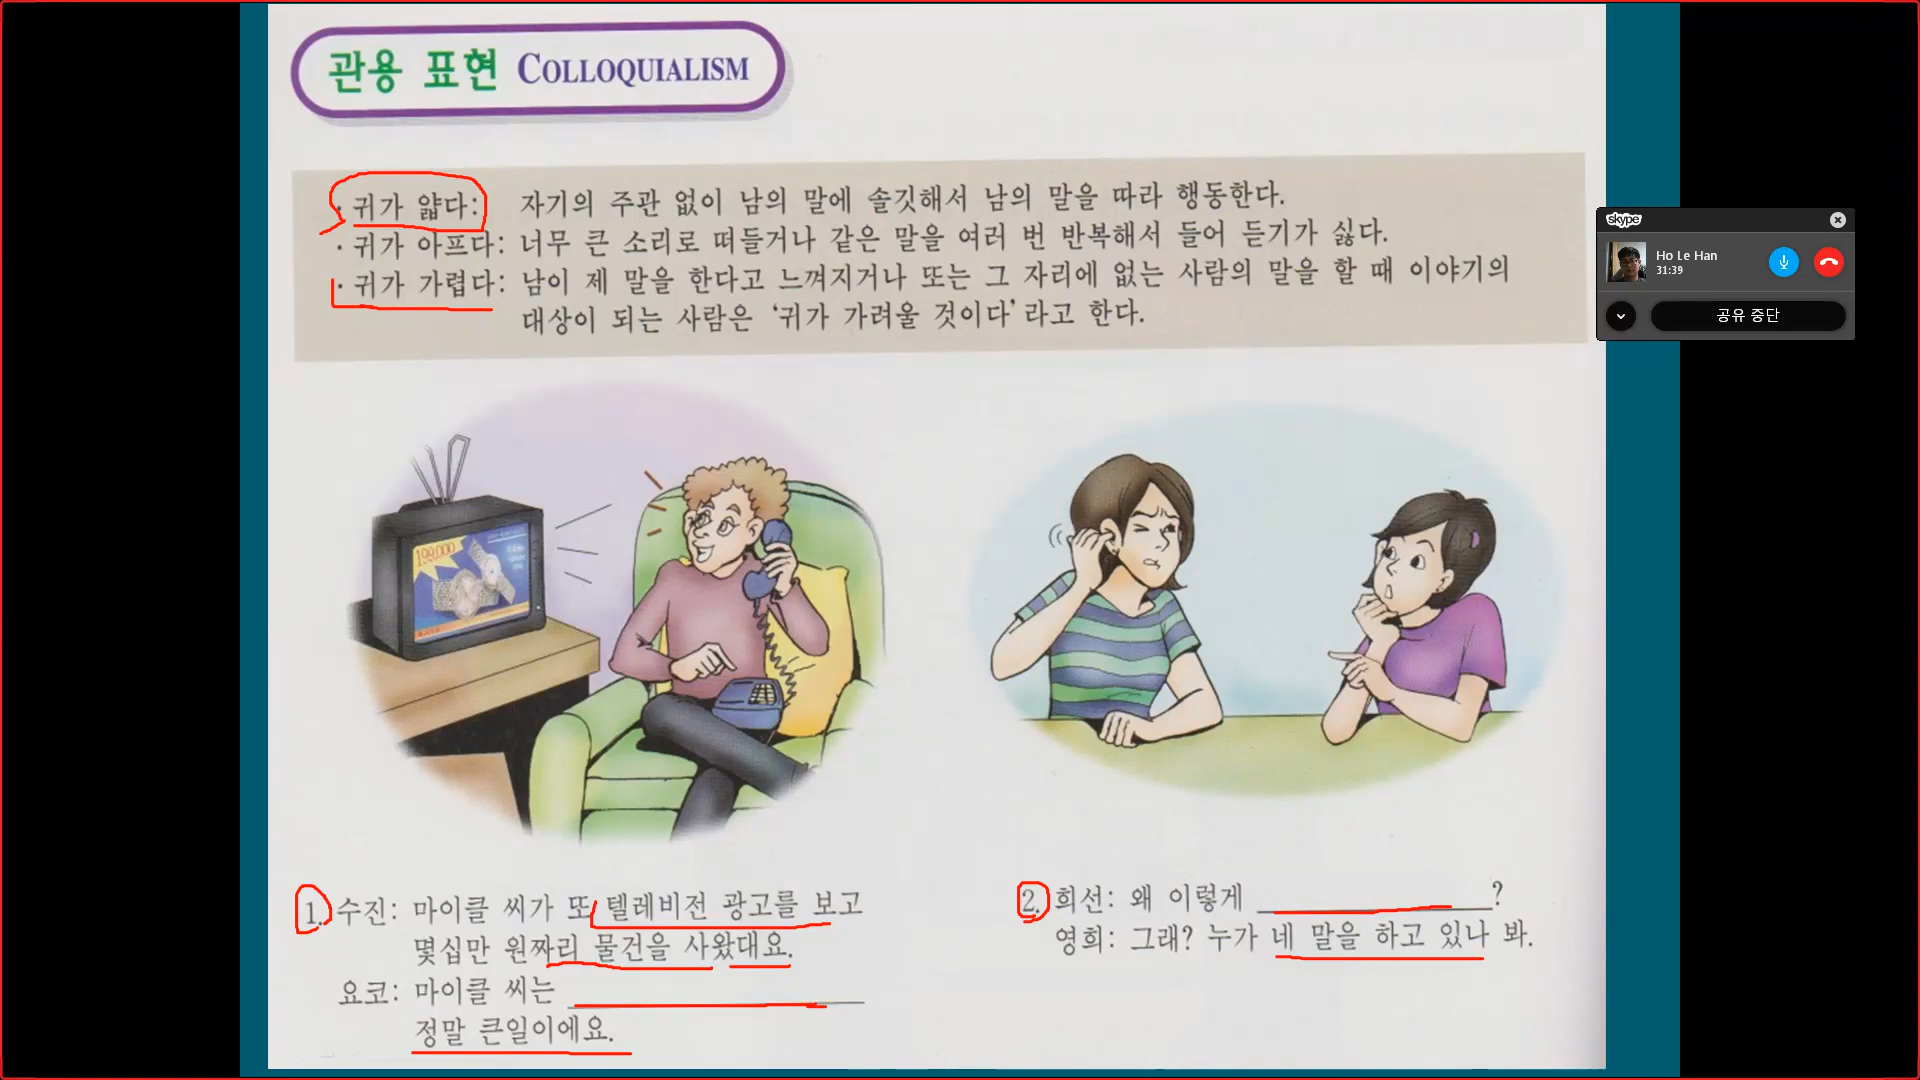 관용 표현 COLLOQUIALISM
· 귀가 얇다: 자기의 주관 없이 남의 말에 솔깃해서 남의 말을 따라 행동한다.
· 귀가 아프다: 너무 큰 소리로 떠들거나 같은 말을 여러 번 반복해서 들어 듣기가 싫다.
· 귀가 가렵다: 남이 제 말을 한다고 느껴지거나 또는 그 자리에 없는 사람의 말을 할 때 이야기의
대상이 되는 사람은 ‘귀가 가려울 것이다’라고 한다.
skype
Ho Le Han
31:39
공유 중단
199,000
1. 수진: 마이클 씨가 또 텔레비전 광고를 보고
몇십만 원짜리 물건을 사왔대요.
요코: 마이클 씨는 ____________
정말 큰일이에요.
2. 희선: 왜 이렇게 ____________?
영희: 그래? 누가 네 말을 하고 있나 봐.